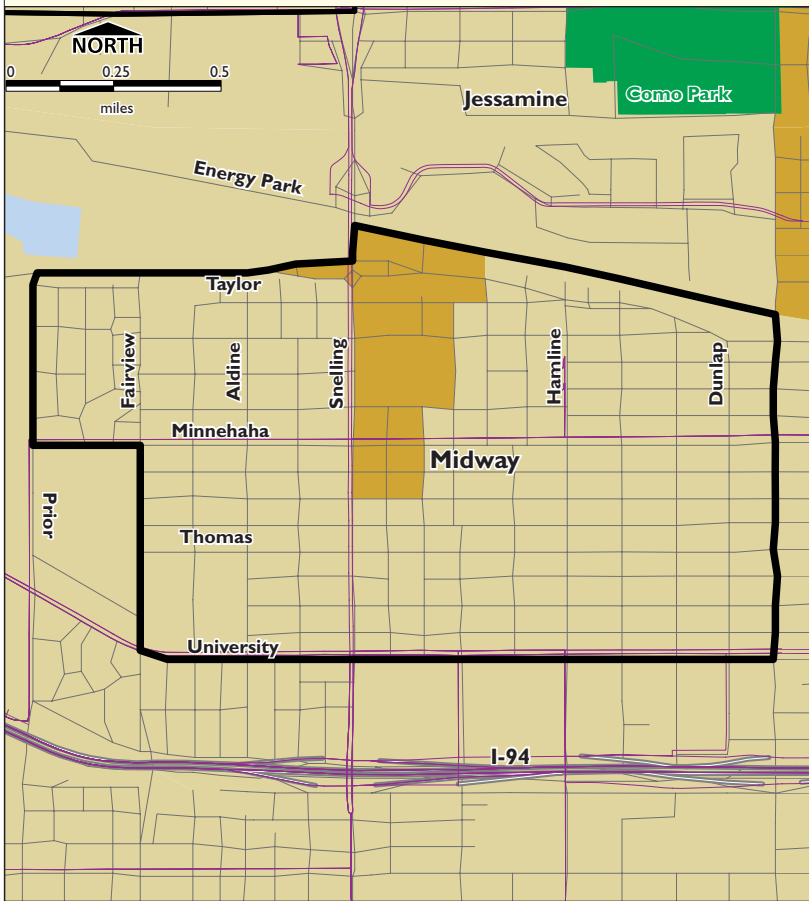 NORTH
0 0.25 0.5
miles
Jessamine
Como Park
Energy Park
Taylor
Fairview
Aldine
Snelling
Hamline
Dunlap
Minnehaha
Midway
Prior
Thomas
University
I-94